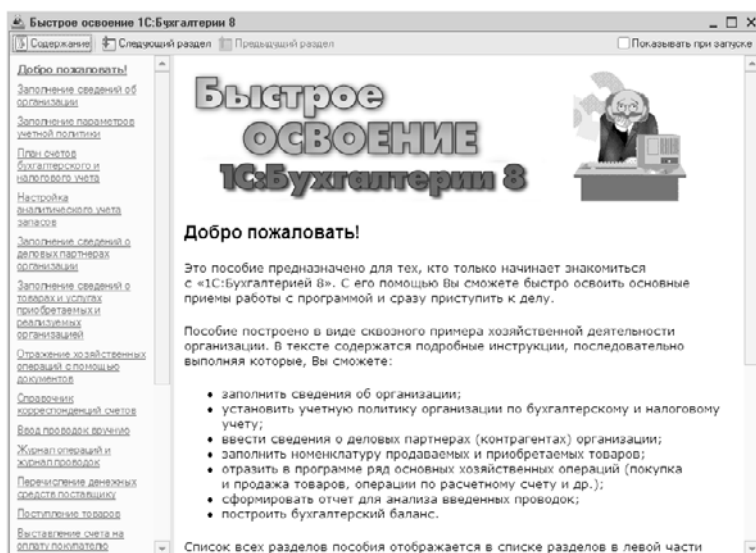 Быстрое освоение 1С:Бухгалтерии 8
Содержание Следующий раздел Предыдущий раздел Показывать при запуске
Добро пожаловать!
Заполнение сведений об
организации
Заполнение параметров
учетной политики
План счетов
бухгалтерского и
налогового учета
Настройка
аналитического учета
запасов
Заполнение сведений о
деловых партнерах
организации
Заполнение сведений о
товарах и услугах
приобретаемых и
реализуемых
организацией
Отражение хозяйственных
операций с помощью
документов
Справочник
корреспонденций счетов
Ввод проводок вручную
Журнал операций и
журнал проводок
Перечисление денежных
средств поставщику
Поступление товаров
Выставление счета на
оплату покупателю
Быстрое
ОСВОЕНИЕ
1С:Бухгалтерии 8
Добро пожаловать!
Это пособие предназначено для тех, кто только начинает знакомиться
с «1С:Бухгалтерией 8». С его помощью Вы сможете быстро освоить основные
приемы работы с программой и сразу приступить к делу.
Пособие построено в виде сквозного примера хозяйственной деятельности
организации. В тексте содержатся подробные инструкции, последовательно
выполняя которые, Вы сможете:
• заполнить сведения об организации;
• установить учетную политику организации по бухгалтерскому и налоговому
учету;
• ввести сведения о деловых партнерах (контрагентах) организации;
• заполнить номенклатуру продаваемых и приобретаемых товаров;
• отразить в программе ряд основных хозяйственных операций (покупка
и продажа товаров, операции по расчетному счету и др.);
• сформировать отчет для анализа введенных проводок;
• построить бухгалтерский баланс.
Список всех разделов пособия отображается в списке разделов в левой части